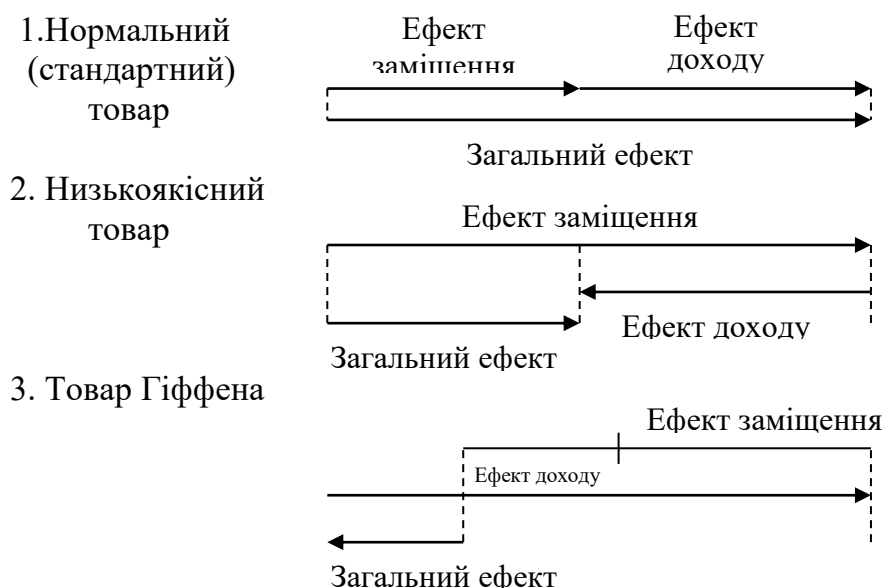 1.Нормальний
(стандартний)
товар
Ефект
заміщення
Ефект
доходу
Загальний ефект
2. Низькоякісний
товар
Ефект заміщення
Ефект доходу
Загальний ефект
3. Товар Гіффена
Ефект заміщення
Ефект доходу
Загальний ефект